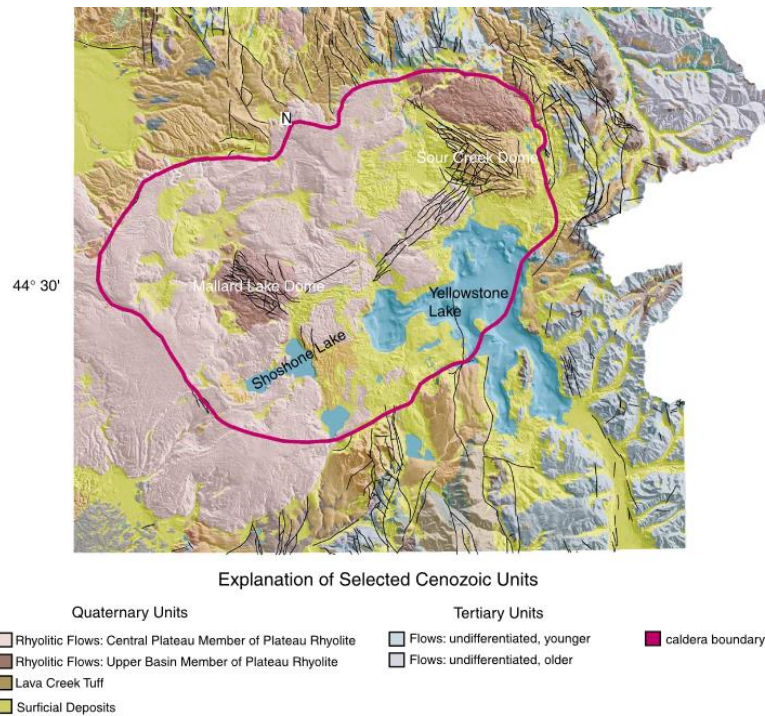 N
Sour Creek Dome
44° 30'
Mallard Lake Dome
Yellowstone
Lake
Shoshone Lake
Explanation of Selected Cenozoic Units
Quaternary Units
Rhyolitic Flows: Central Plateau Member of Plateau Rhyolite
Rhyolitic Flows: Upper Basin Member of Plateau Rhyolite
Lava Creek Tuff
Surficial Deposits
Tertiary Units
Flows: undifferentiated, younger
Flows: undifferentiated, older
caldera boundary